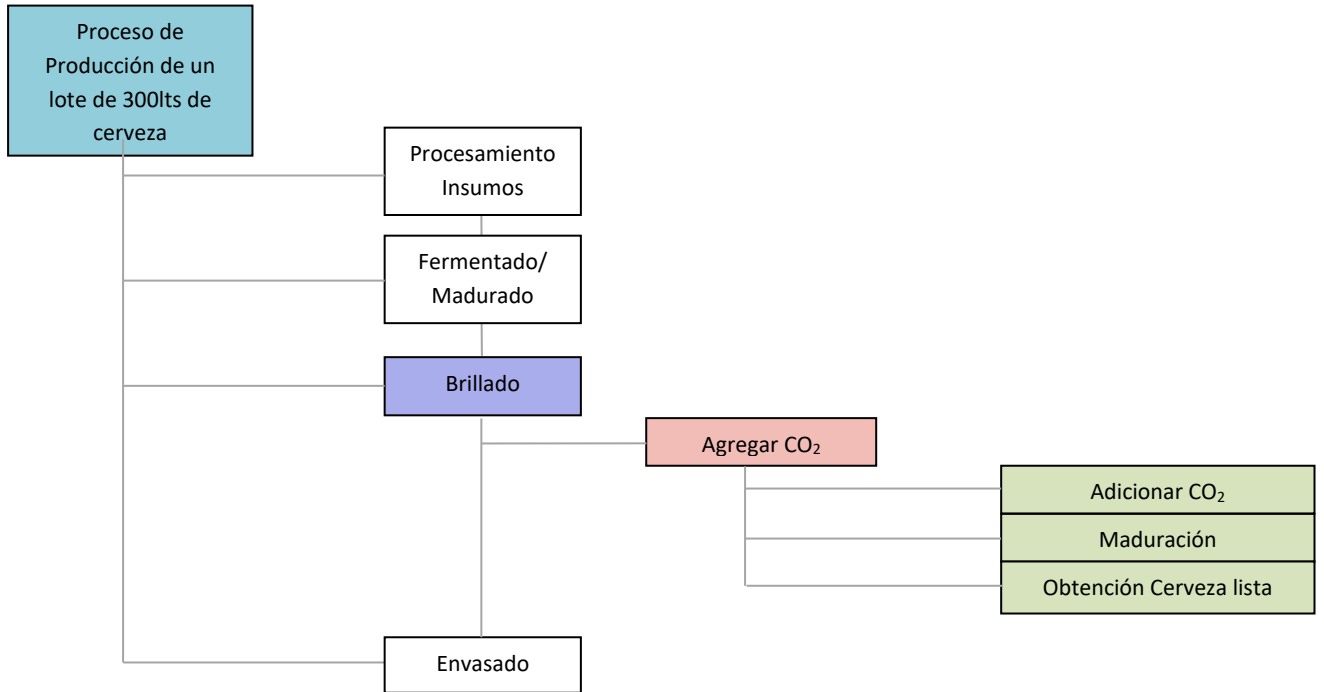 Proceso de
Producción de un
lote de 300lts de
cerveza
Procesamiento
Insumos
Fermentado/
Madurado
Brillado
Agregar CO₂
Adicionar CO₂
Maduración
Obtención Cerveza lista
Envasado